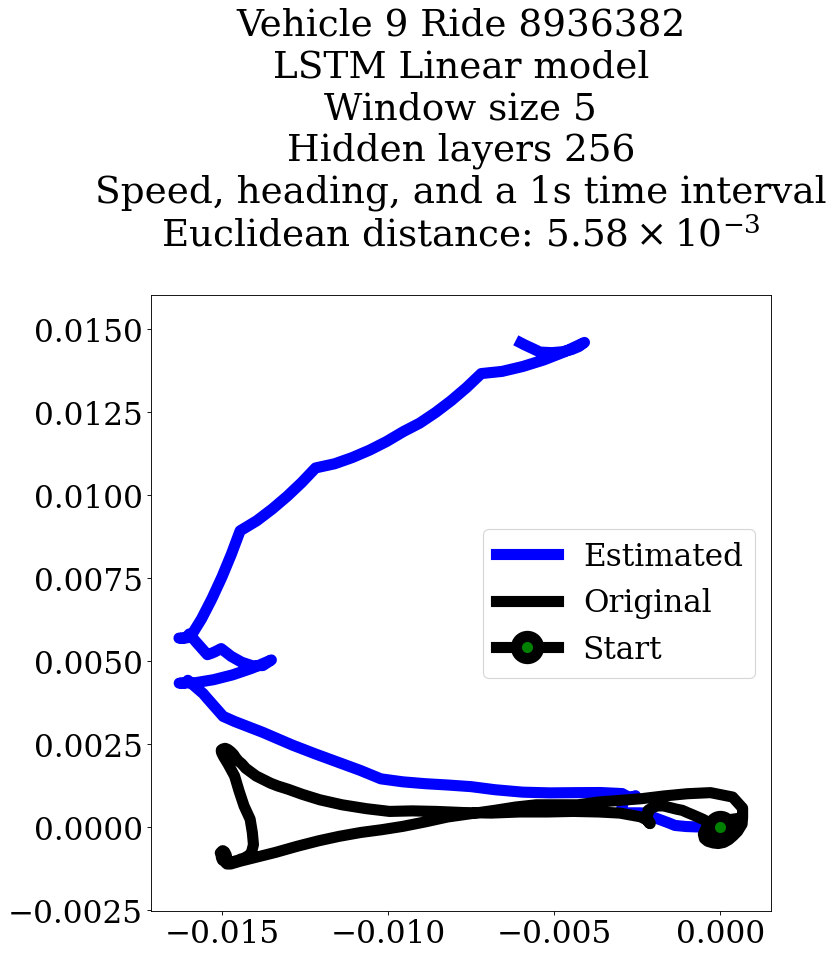 Vehicle 9 Ride 8936382
LSTM Linear model
Window size 5
Hidden layers 256
Speed, heading, and a 1s time interval
Euclidean distance: 5.58 × 10⁻³
0.0150
0.0125
0.0100
0.0075
0.0050
0.0025
0.0000
−0.0025
Estimated
Original
Start
−0.015 −0.010 −0.005 0.000